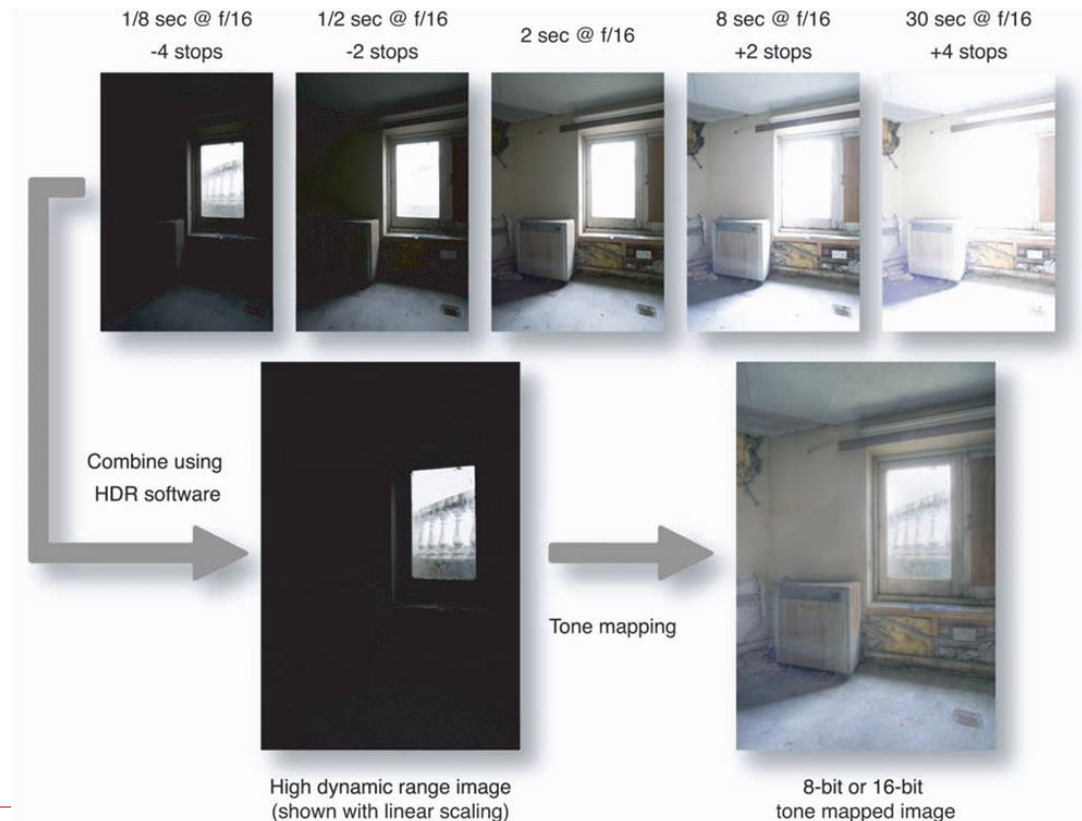 1/8 sec @ f/16
-4 stops
1/2 sec @ f/16
-2 stops
2 sec @ f/16
8 sec @ f/16
+2 stops
30 sec @ f/16
+4 stops
Combine using
HDR software
Tone mapping
High dynamic range image
(shown with linear scaling)
8-bit or 16-bit
tone mapped image